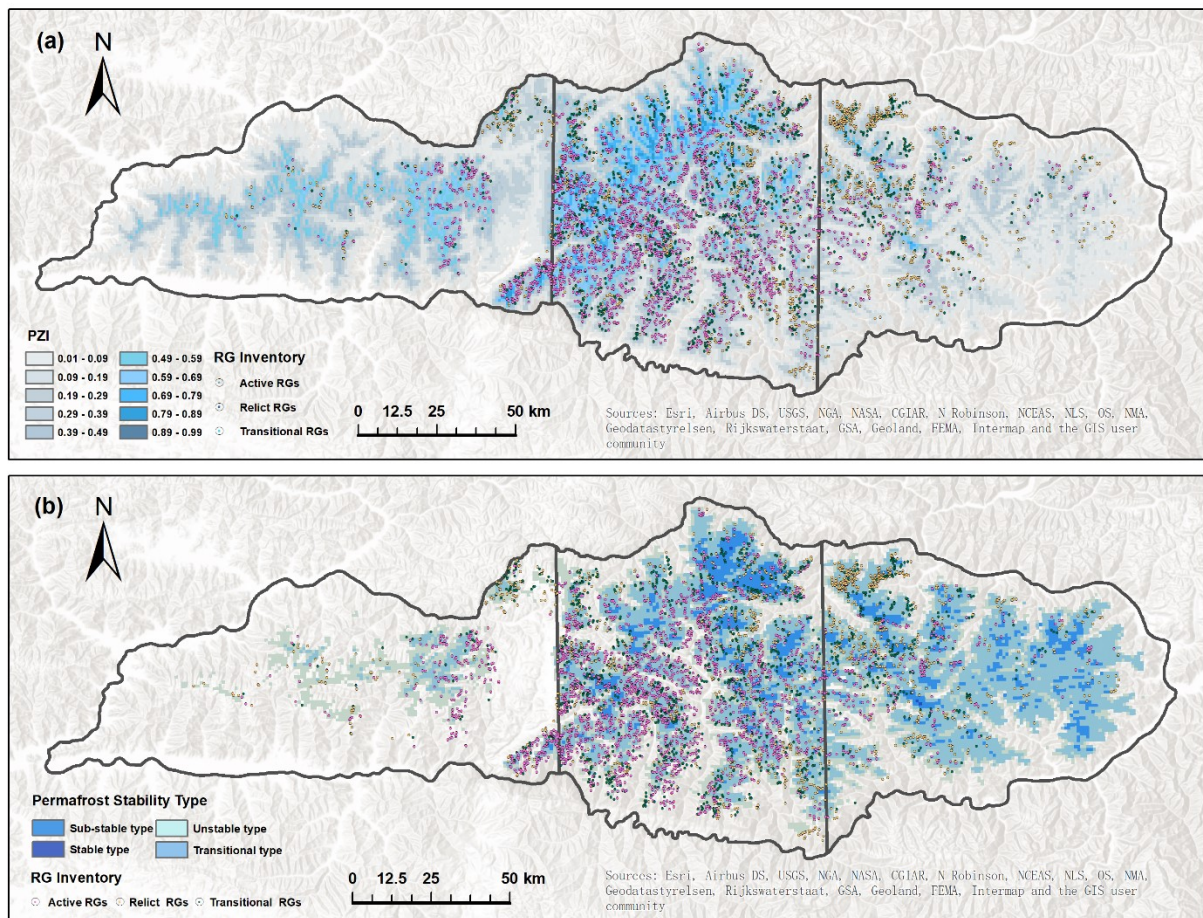 (a)
N
PZI
0.01 - 0.09 0.49 - 0.59
0.09 - 0.19 0.59 - 0.69
0.19 - 0.29 0.69 - 0.79
0.29 - 0.39 0.79 - 0.89
0.39 - 0.49 0.89 - 0.99
RG Inventory
Active RGs
Relict RGs
Transitional RGs
0 12.5 25 50 km
Sources: Esri, Airbus DS, USGS, NGA, NASA, CGIAR, N Robinson, NCEAS, NLS, OS, NMA,
Geodatastyrelsen, Rijkswaterstaat, GSA, Geoland, FEMA, Intermap and the GIS user
community
(b)
N
Permafrost Stability Type
Sub-stable type Unstable type
Stable type Transitional type
RG Inventory
Active RGs Relict RGs Transitional RGs
0 12.5 25 50 km
Sources: Esri, Airbus DS, USGS, NGA, NASA, CGIAR, N Robinson, NCEAS, NLS, OS, NMA,
Geodatastyrelsen, Rijkswaterstaat, GSA, Geoland, FEMA, Intermap and the GIS user
community